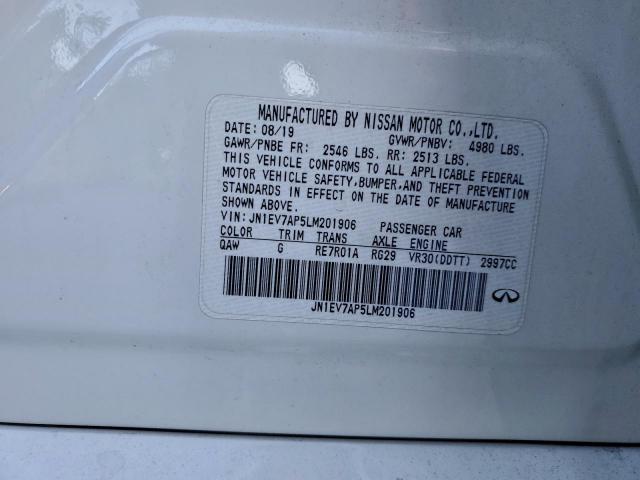 MANUFACTURED BY NISSAN MOTOR CO.,LTD.
DATE: 08/19 GVWR/PNBV: 4980 LBS.
GAWR/PNBE FR: 2546 LBS. RR: 2513 LBS.
THIS VEHICLE CONFORMS TO ALL APPLICABLE FEDERAL
MOTOR VEHICLE SAFETY,BUMPER,AND THEFT PREVENTION
STANDARDS IN EFFECT ON THE DATE OF MANUFACTURE
SHOWN ABOVE.
VIN: JN1EV7AP5LM201906 PASSENGER CAR
COLOR TRIM TRANS AXLE ENGINE
QAW G RE7R01A RG29 VR30(DDTT) 2997CC
JN1EV7AP5LM201906